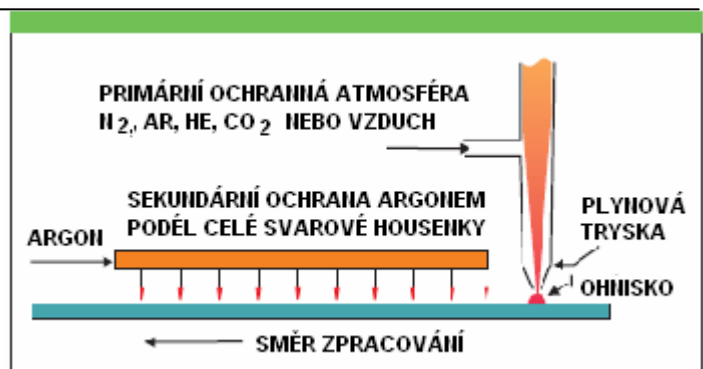 PRIMÁRNÍ OCHRANNÁ ATMOSFÉRA
N₂,, AR, HE, CO₂ NEBO VZDUCH
SEKUNDÁRNÍ OCHRANA ARGONEM
PODÉL CELÉ SVAROVÉ HOUSENKY
ARGON
PLYNOVÁ
TRYSKA
OHNISKO
SMĚR ZPRACOVÁNÍ